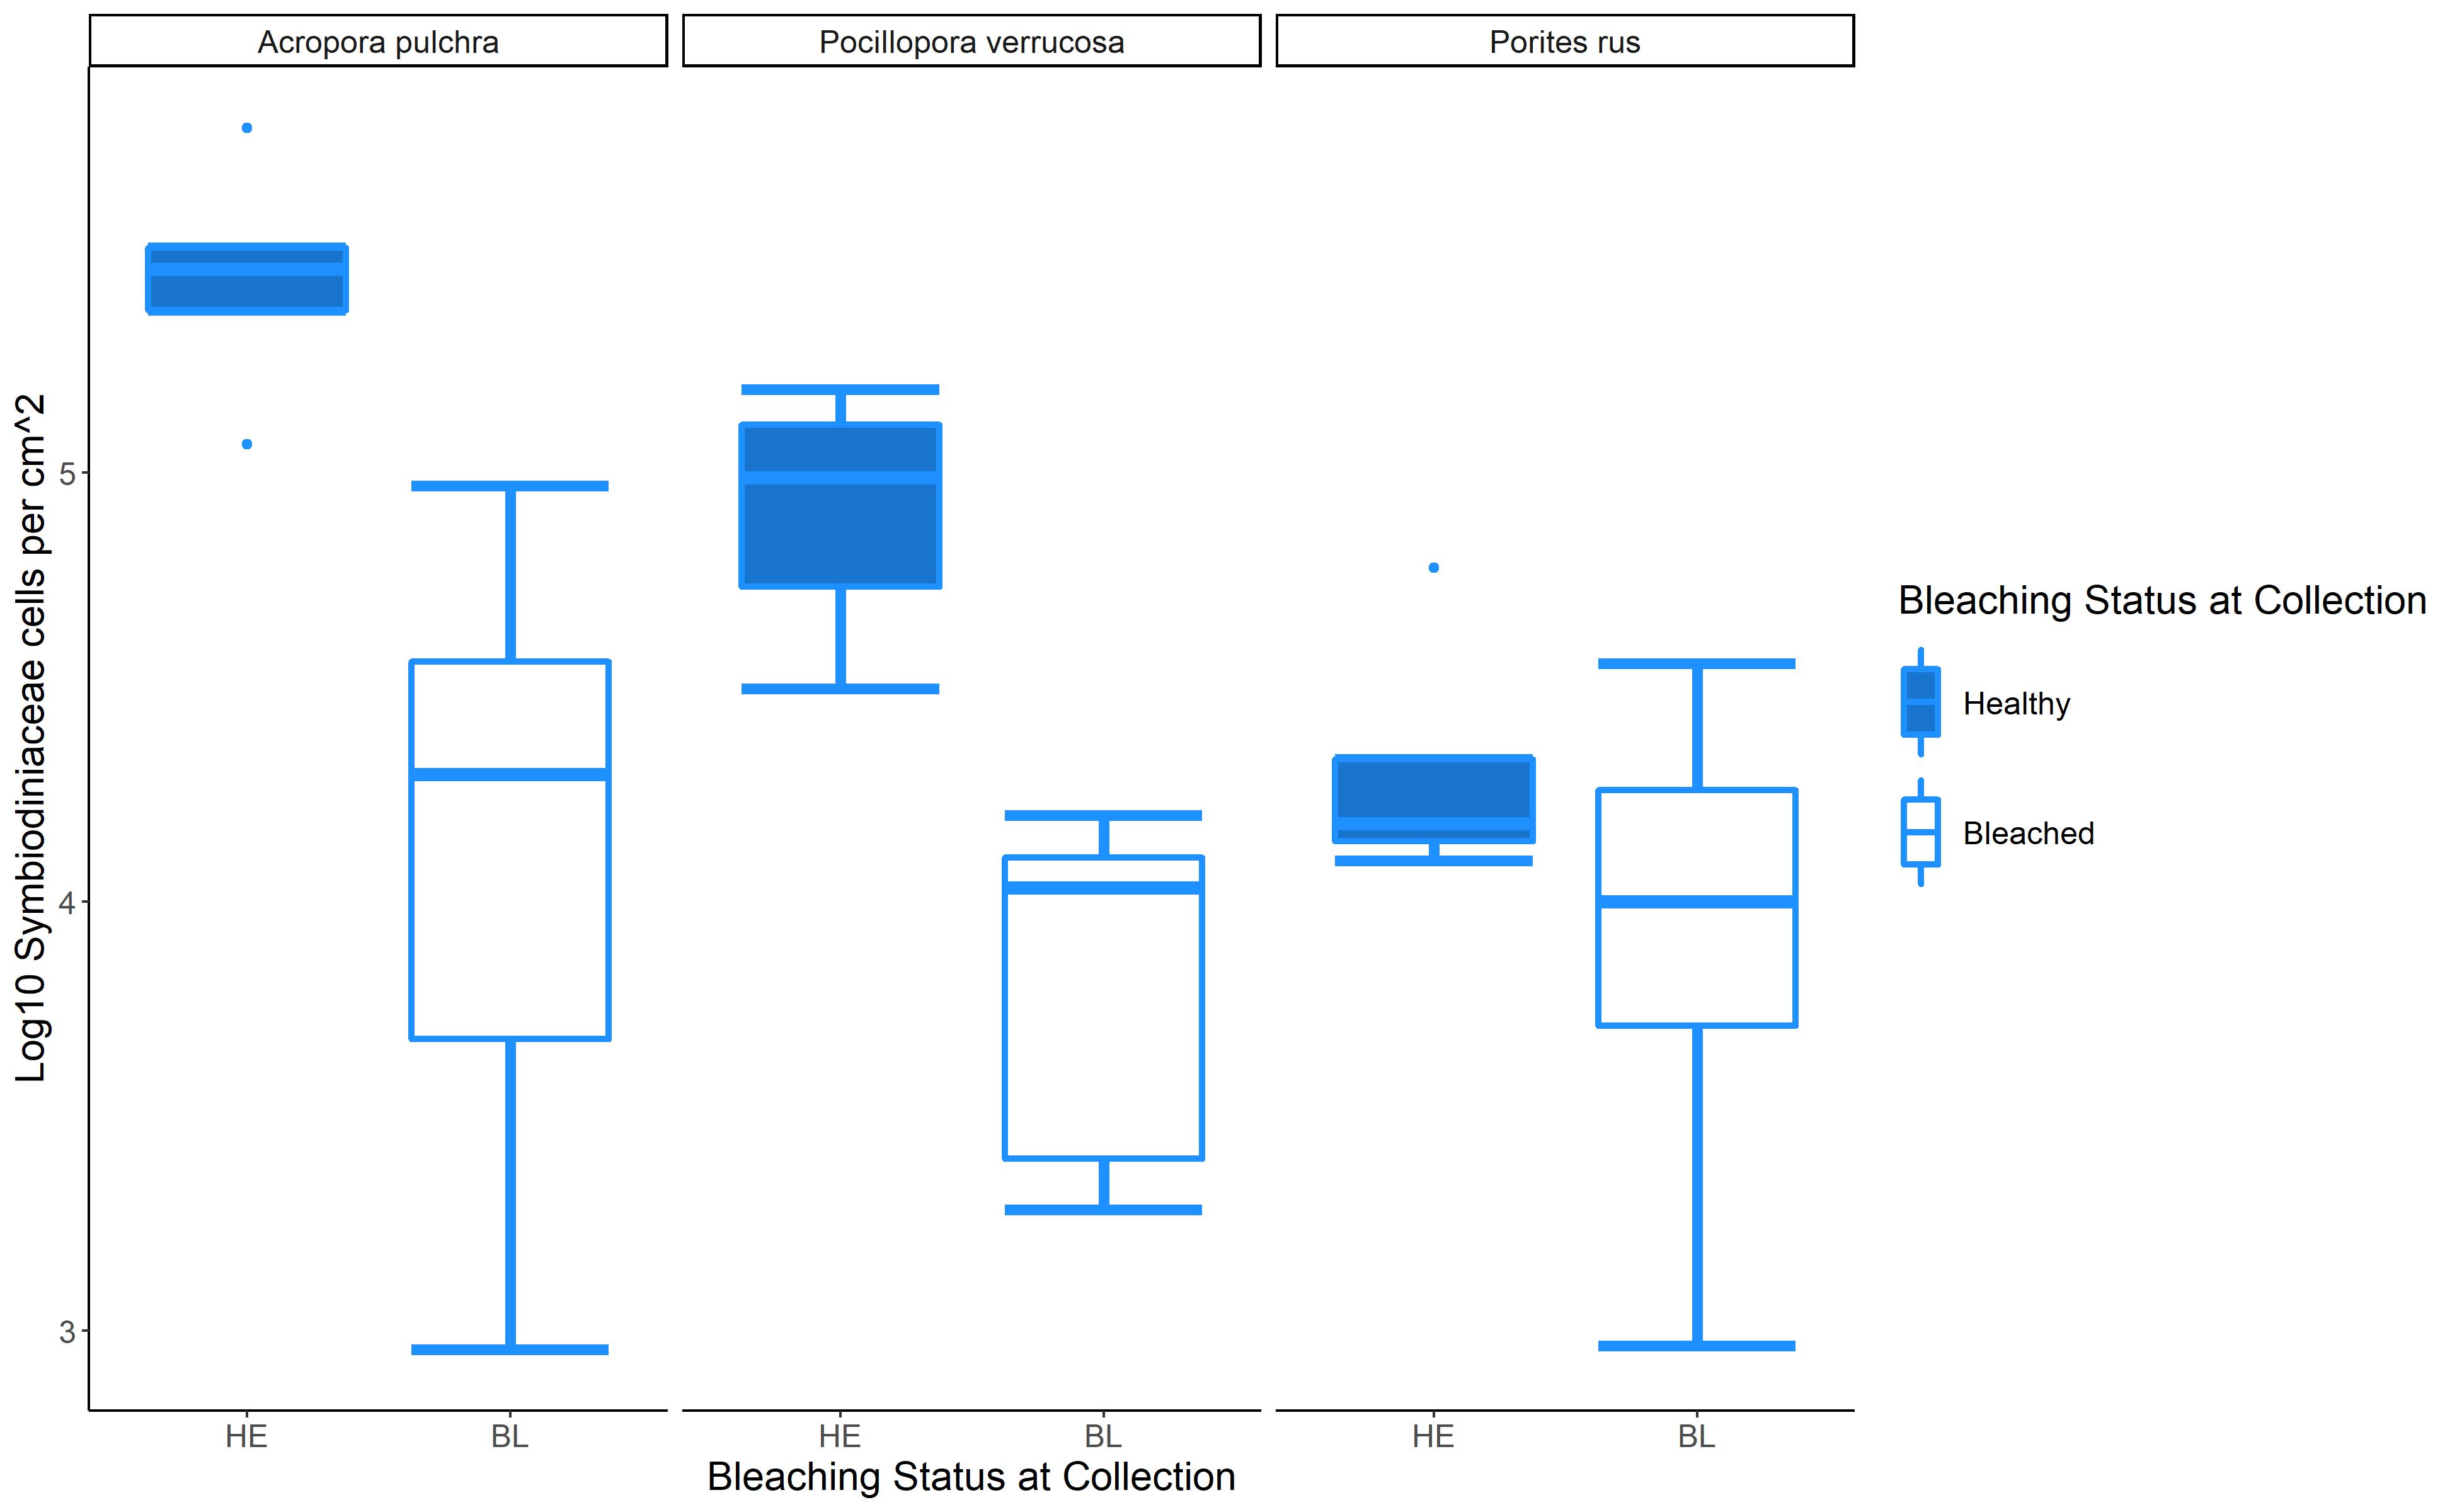 Acropora pulchra
Pocillopora verrucosa
Porites rus
Log10 Symbiodiniaceae cells per cm^2
5
4
3
HE
BL
HE
BL
HE
BL
Bleaching Status at Collection
Bleaching Status at Collection
Healthy
Bleached